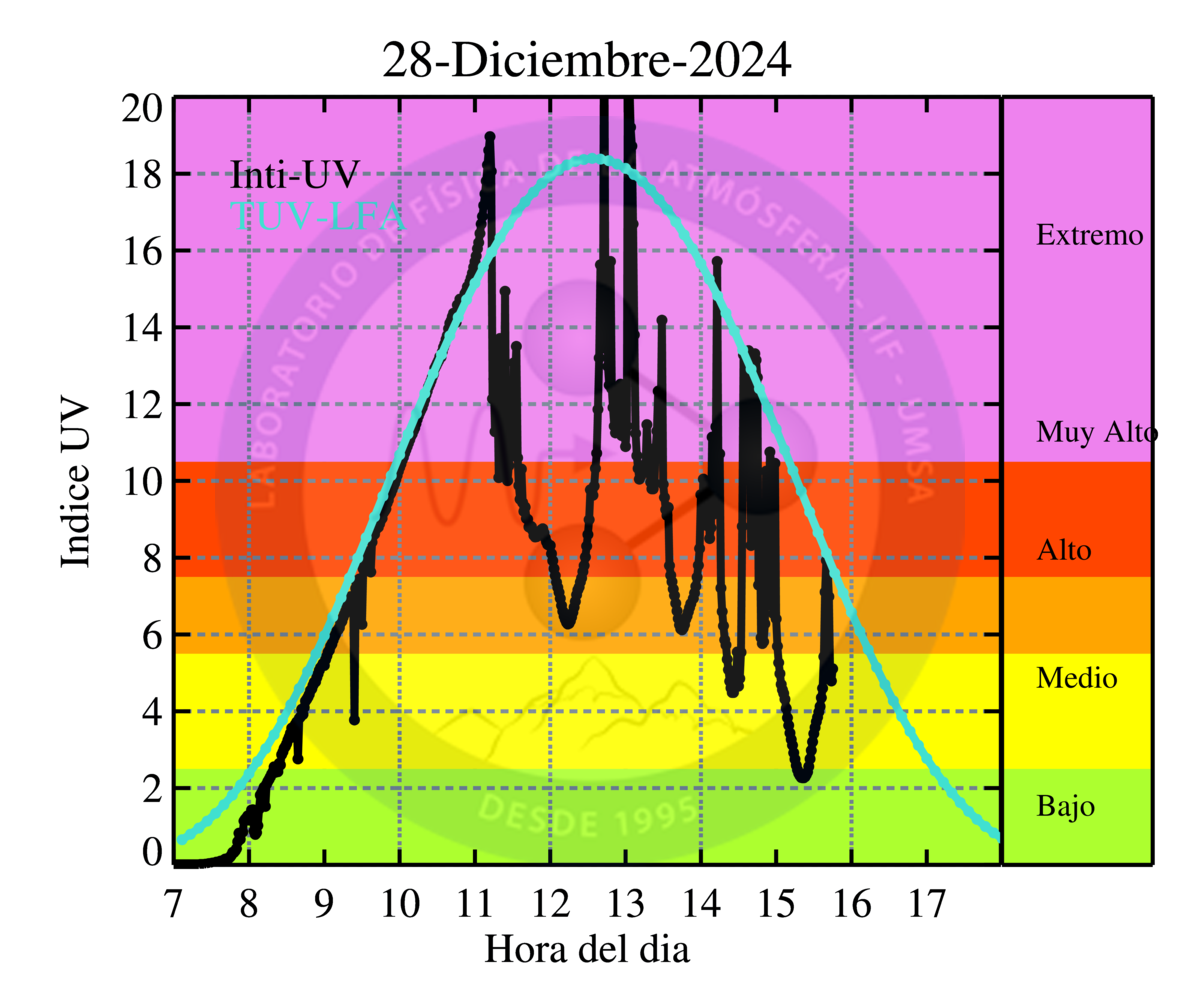 28-Diciembre-2024
Inti-UV
TUV-LFA
LABORATORIO DE FÍSICA DE LA ATMÓSFERA - IIF - UMSA
DESDE 1995
Indice UV
20
18
16
14
12
10
8
6
4
2
0
Extremo
Muy Alto
Alto
Medio
Bajo
7 8 9 10 11 12 13 14 15 16 17
Hora del dia